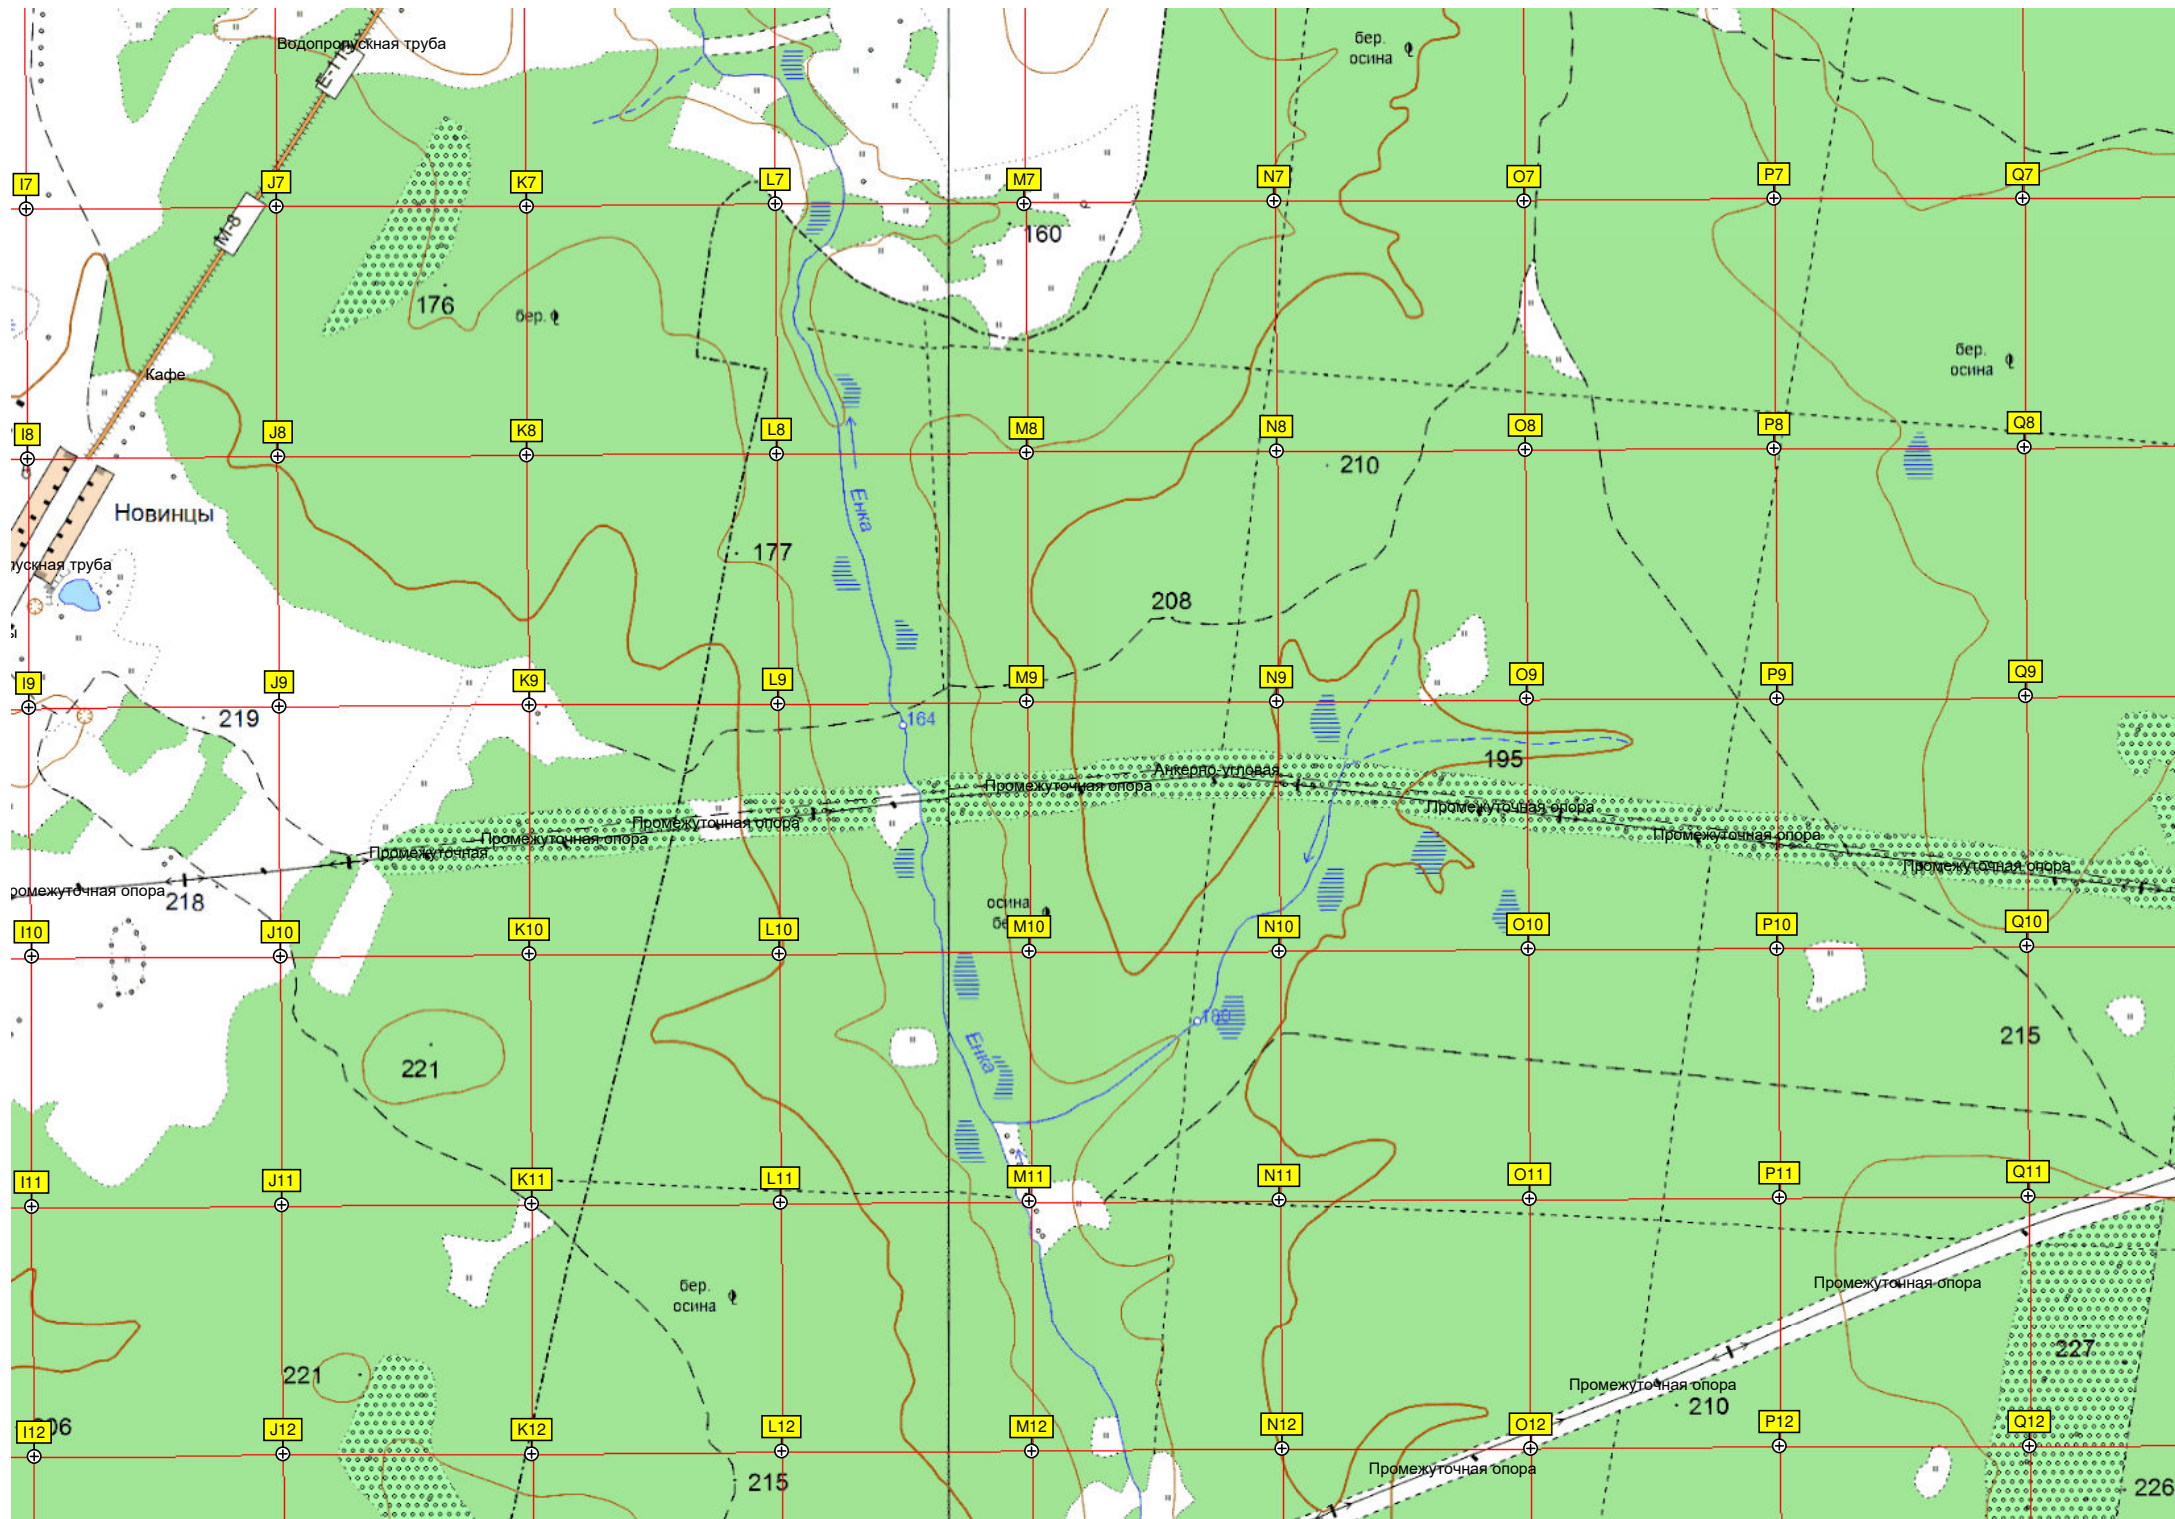 Водопропускная труба
E-115
бер.
осина
I7
J7
K7
L7
M7
N7
O7
P7
Q7
М-8
160
176
бер.
бер.
осина
Кафе
I8
J8
K8
L8
M8
N8
O8
P8
Q8
210
Енка
Новинцы
177
ускная труба
208
I9
J9
K9
L9
M9
N9
O9
P9
Q9
219
164
195
Анкерно-угловая
Промежуточная опора
Промежуточная опора
Промежуточная опора
Промежуточная опора
Промежуточная опора
Промежуточная
Промежуточная опора
ромежуточная опора
218
осина
бе
I10
J10
K10
L10
M10
N10
O10
P10
Q10
180
215
Енка
221
I11
J11
K11
L11
M11
N11
O11
P11
Q11
бер.
осина
Промежуточная опора
227
221
Промежуточная опора
210
06
I12
J12
K12
L12
M12
N12
O12
P12
Q12
Промежуточная опора
215
226